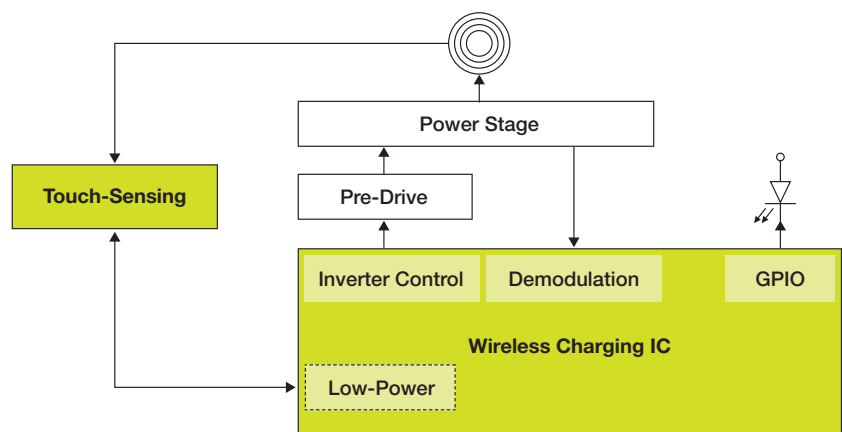 Power Stage
Touch-Sensing
Pre-Drive
Inverter Control
Demodulation
GPIO
Wireless Charging IC
Low-Power